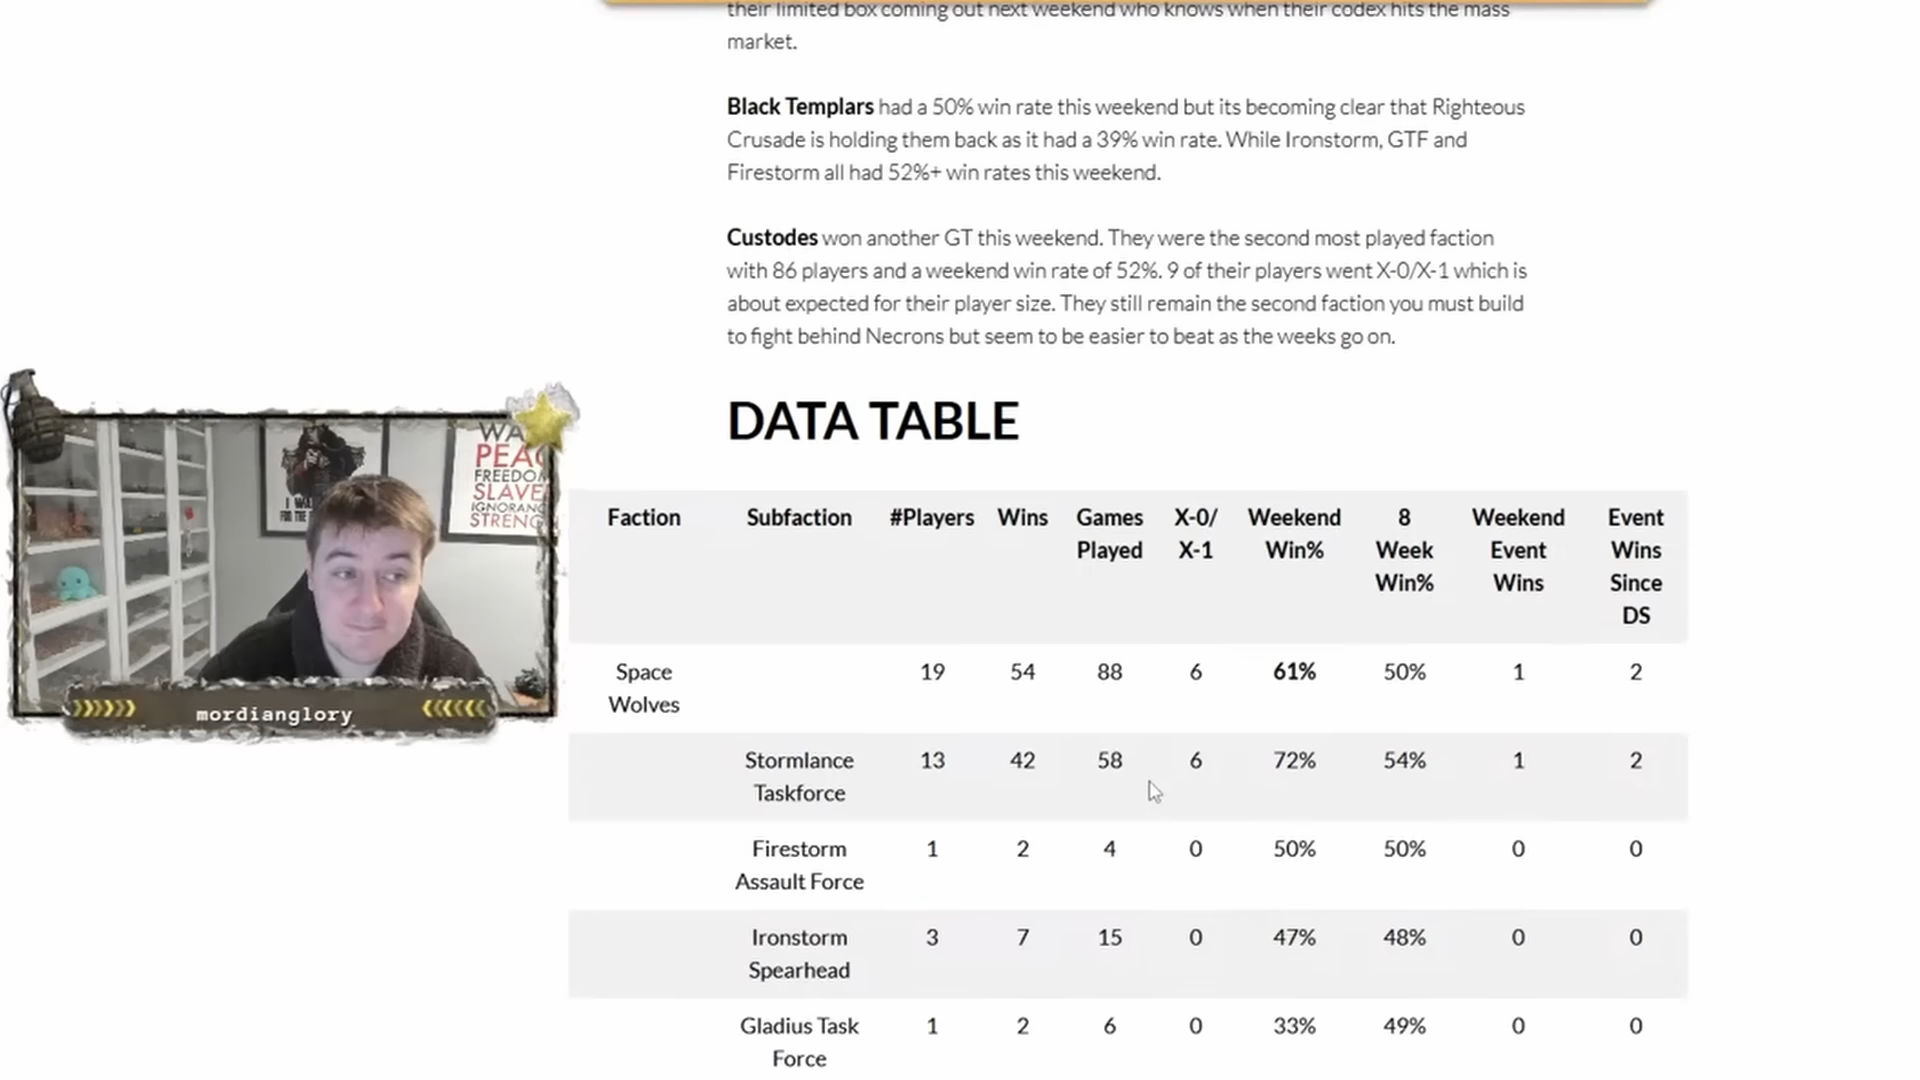 their limited box coming out next weekend who knows when their codex hits the mass
market.
Black Templars had a 50% win rate this weekend but its becoming clear that Righteous
Crusade is holding them back as it had a 39% win rate. While Ironstorm, GTF and
Firestorm all had 52%+ win rates this weekend.
Custodes won another GT this weekend. They were the second most played faction
with 86 players and a weekend win rate of 52%. 9 of their players went X-0/X-1 which is
about expected for their player size. They still remain the second faction you must build
to fight behind Necrons but seem to be easier to beat as the weeks go on.
DATA TABLE
Faction Subfaction #Players Wins Games Played X-0/ X-1 Weekend Win% 8 Week Win% Weekend Event Wins Event Wins Since DS
Space Wolves 19 54 88 6 61% 50% 1 2
Stormlance Taskforce 13 42 58 6 72% 54% 1 2
Firestorm Assault Force 1 2 4 0 50% 50% 0 0
Ironstorm Spearhead 3 7 15 0 47% 48% 0 0
Gladius Task Force 1 2 6 0 33% 49% 0 0
WA
PEAC
FREEDOM
SLAVE
IGNORANC
STRENG
mordianglory